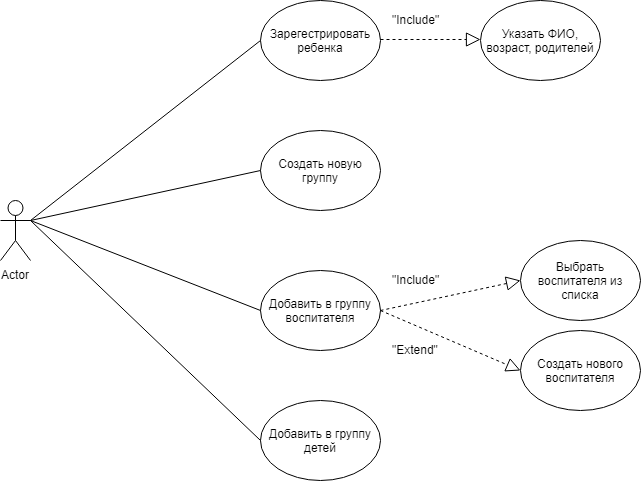 Зарегестрировать
ребенка
"Include"
Указать ФИО,
возраст, родителей
Создать новую
группу
Actor
Добавить в группу
воспитателя
"Include"
Выбрать
воспитателя из
списка
"Extend"
Создать нового
воспитателя
Добавить в группу
детей